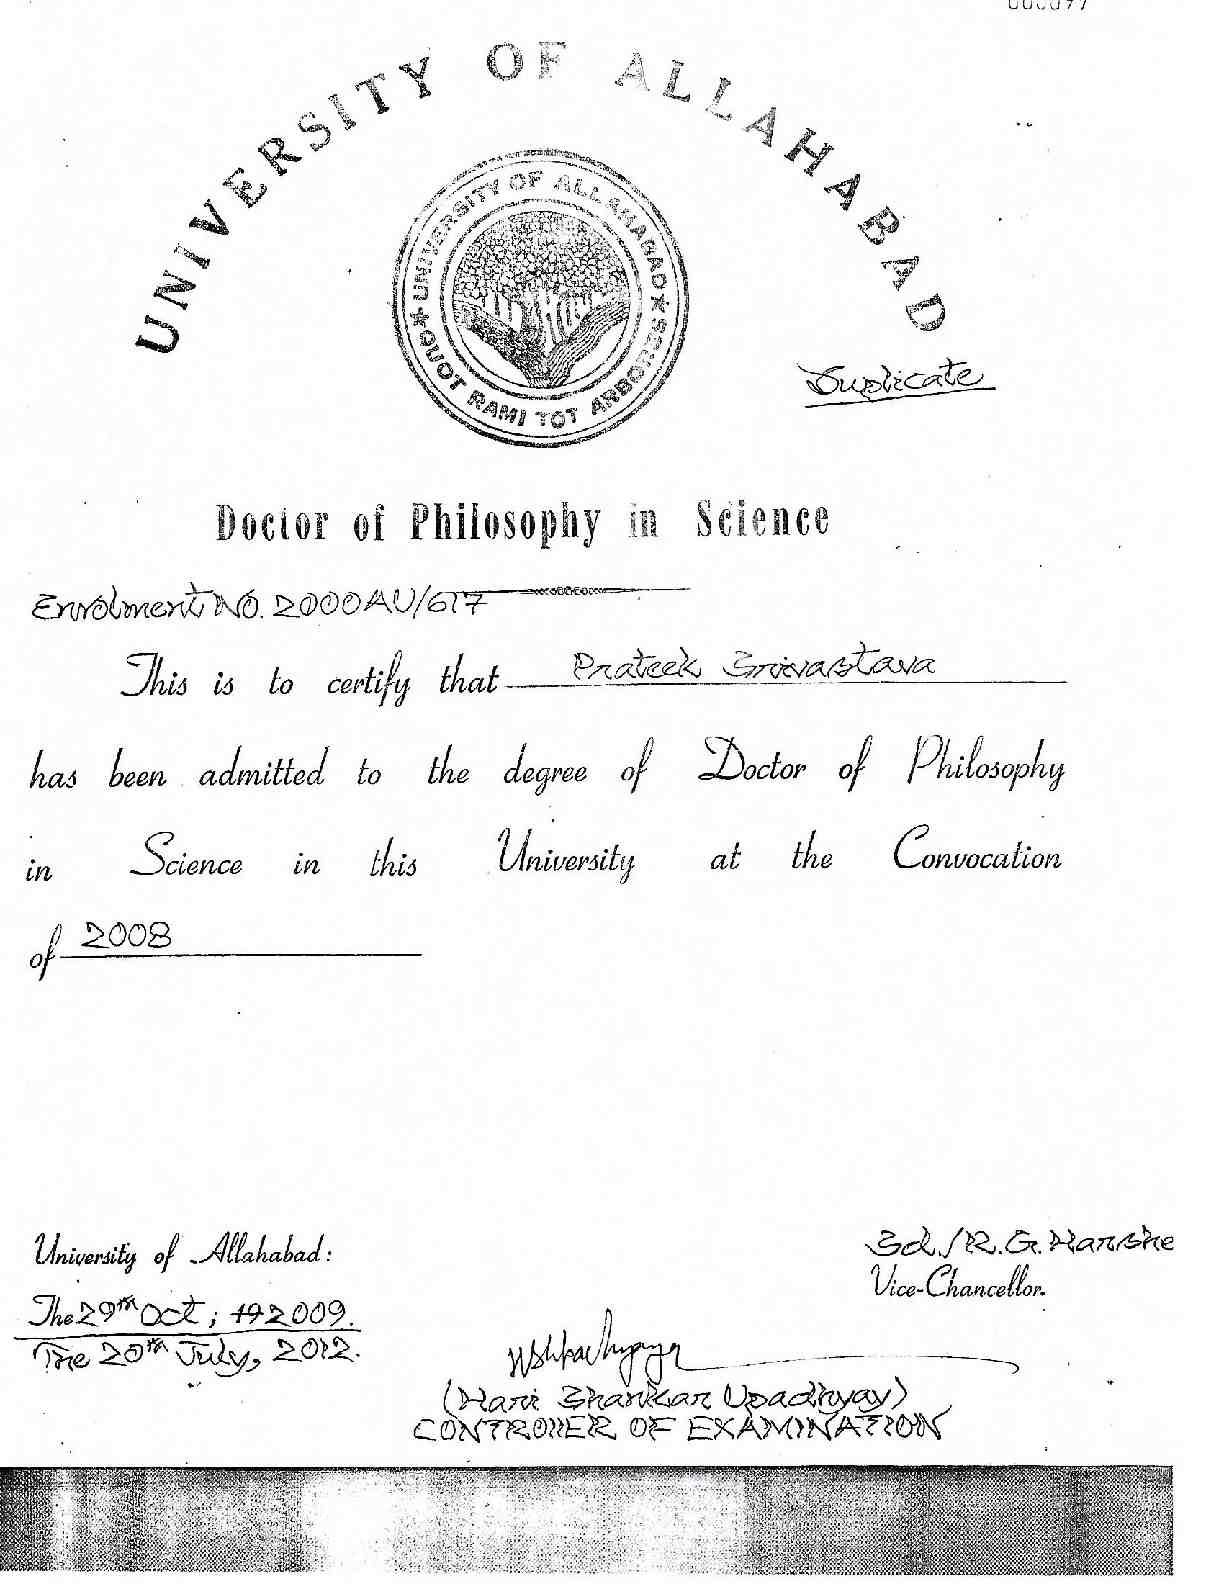 UNIVERSITY OF ALLAHABAD
★ UNIVERSITY OF ALLAHABAD ★
QUOT RAMI TOT ARBORES
Duplicate
Doctor of Philosophy in Science
Enrolment NO. 2000AU/617
This is to certify that Prateek Srivastava
has been admitted to the degree of Doctor of Philosophy
in Science in this University at the Convocation
of 2008
University of Allahabad:
Sd./R.G. Harshe
Vice-Chancellor.
The 29th Oct; 19 2009.
The 20th July, 2012.
(Hari Shankar Upadhyay)
CONTROLLER OF EXAMINATION